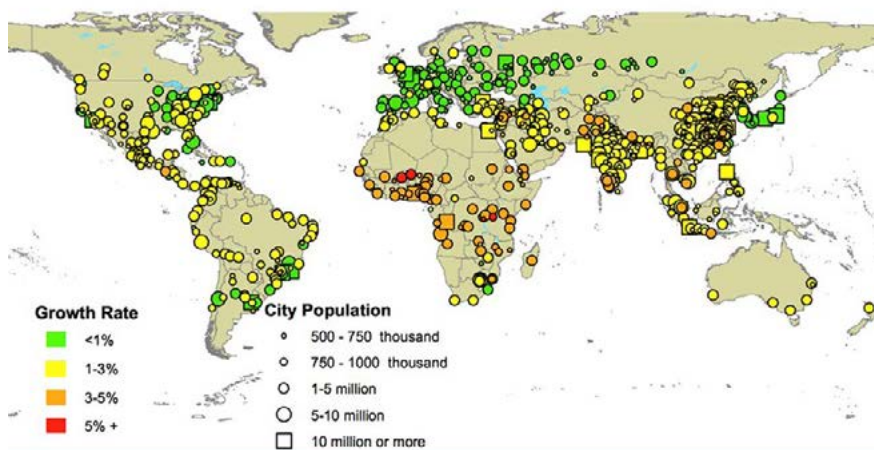 Growth Rate
<1%
1-3%
3-5%
5% +
City Population
500 - 750 thousand
750 - 1000 thousand
1-5 million
5-10 million
10 million or more